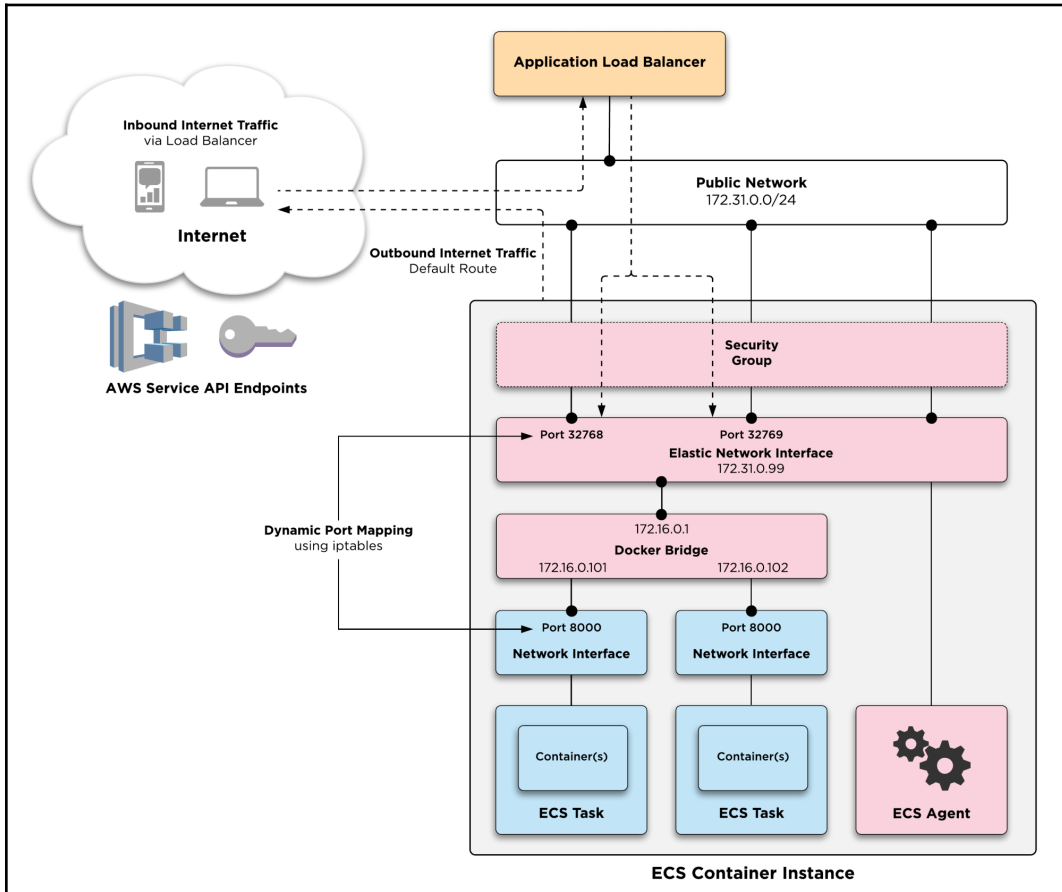 Application Load Balancer
Inbound Internet Traffic
via Load Balancer
Internet
Public Network
172.31.0.0/24
Outbound Internet Traffic
Default Route
AWS Service API Endpoints
Security
Group
Port 32768
Port 32769
Elastic Network Interface
172.31.0.99
Dynamic Port Mapping
using iptables
172.16.0.1
Docker Bridge
172.16.0.101
172.16.0.102
Port 8000
Network Interface
Port 8000
Network Interface
Container(s)
ECS Task
Container(s)
ECS Task
ECS Agent
ECS Container Instance